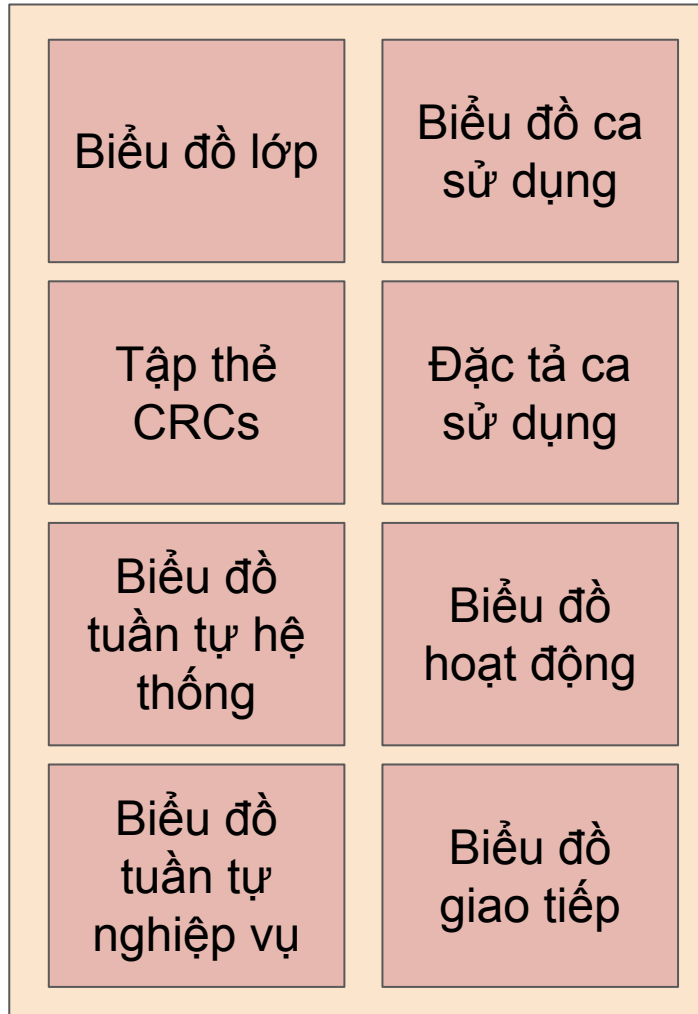 Biểu đồ lớp
Biểu đồ ca
sử dụng
Tập thẻ
CRCs
Đặc tả ca
sử dụng
Biểu đồ
tuần tự hệ
thống
Biểu đồ
hoạt động
Biểu đồ
tuần tự
nghiệp vụ
Biểu đồ
giao tiếp